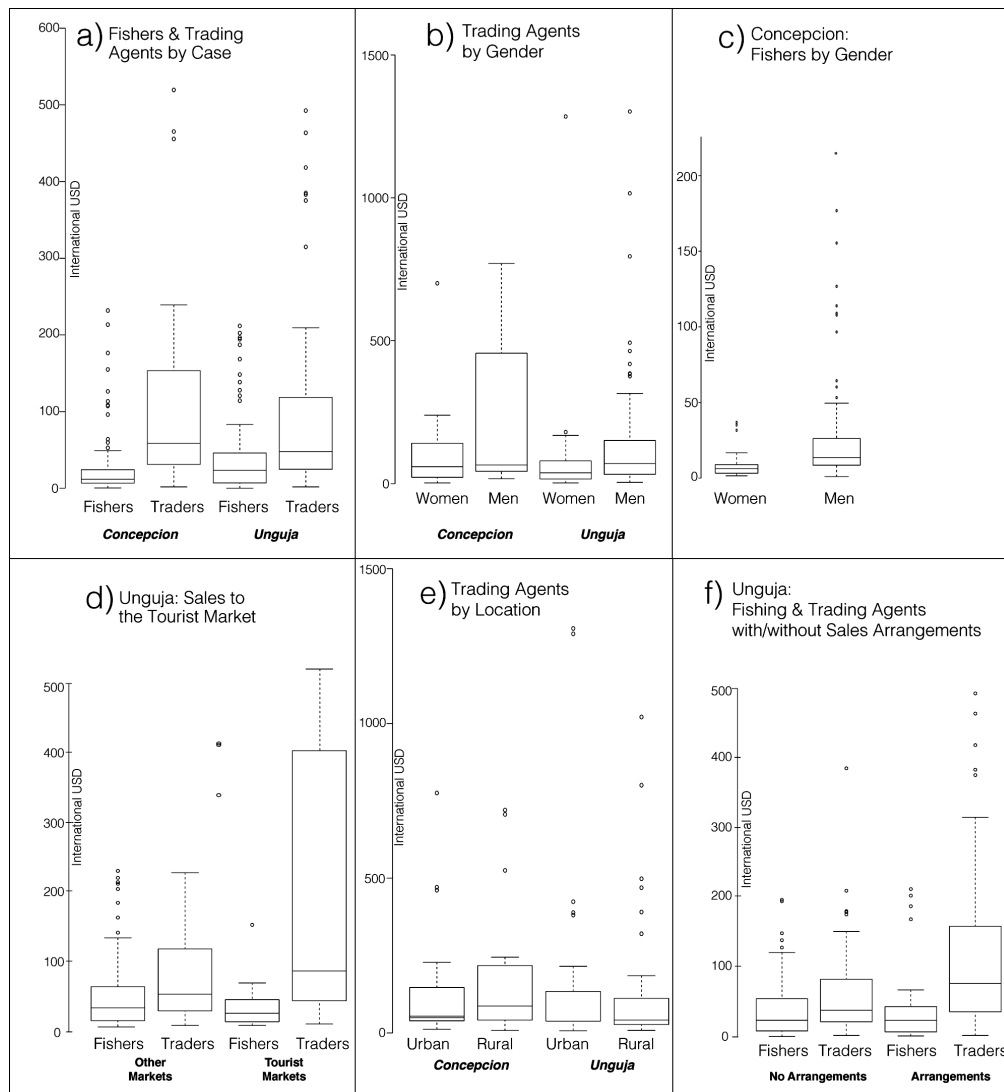 a) Fishers & Trading
Agents by Case
600
500
400
300
200
100
0
International USD
Fishers Traders Fishers Traders
Concepcion Unguja
b) Trading Agents
by Gender
1500
1000
500
0
International USD
Women Men Women Men
Concepcion Unguja
c) Concepcion:
Fishers by Gender
200
150
100
50
0
International USD
Women Men
d) Unguja: Sales to
the Tourist Market
500
400
300
200
100
0
International USD
Fishers Traders Fishers Traders
Other Tourist
Markets Markets
e) Trading Agents
by Location
1500
1000
500
0
International USD
Urban Rural Urban Rural
Concepcion Unguja
f) Unguja:
Fishing & Trading Agents
with/without Sales Arrangements
500
400
300
200
100
0
International USD
Fishers Traders Fishers Traders
No Arrangements Arrangements